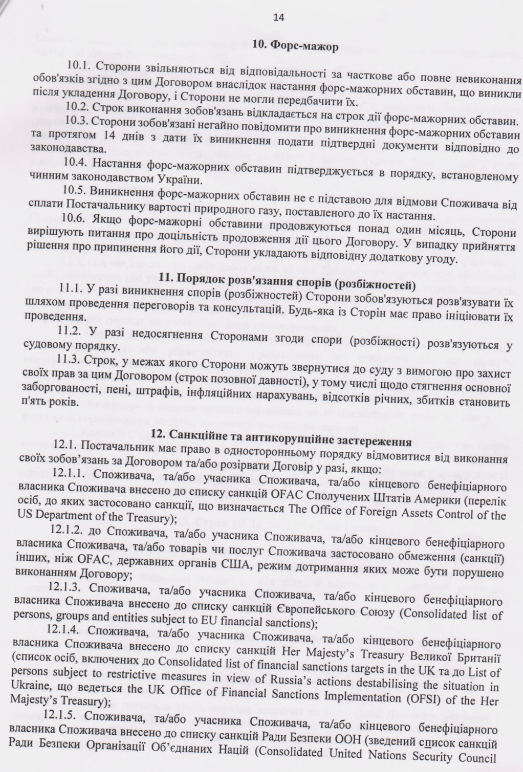 14
10. Форс-мажор
10.1. Сторони звільняються від відповідальності за часткове або повне невиконання
обов'язків згідно з цим Договором внаслідок настання форс-мажорних обставин, що виникли
після укладення Договору, і Сторони не могли передбачити їх.
10.2. Строк виконання зобов'язань відкладається на строк дії форс-мажорних обставин.
10.3. Сторони зобов'язані негайно повідомити про виникнення форс-мажорних обставин
та протягом 14 днів з дати їх виникнення подати підтвердні документи відповідно до
законодавства.
10.4. Настання форс-мажорних обставин підтверджується в порядку, встановленому
чинним законодавством України.
10.5. Виникнення форс-мажорних обставин не є підставою для відмови Споживача від
сплати Постачальнику вартості природного газу, поставленого до їх настання.
10.6. Якщо форс-мажорні обставини продовжуються понад один місяць, Сторони
вирішують питання про доцільність продовження дії цього Договору. У випадку прийняття
рішення про припинення його дії, Сторони укладають відповідну додаткову угоду.
11. Порядок розв'язання спорів (розбіжностей)
11.1. У разі виникнення спорів (розбіжностей) Сторони зобов'язуються розв'язувати їх
шляхом проведення переговорів та консультацій. Будь-яка із Сторін має право ініціювати їх
проведення.
11.2. У разі недосягнення Сторонами згоди спори (розбіжності) розв'язуються у
судовому порядку.
11.3. Строк, у межах якого Сторони можуть звернутися до суду з вимогою про захист
своїх прав за цим Договором (строк позовної давності), у тому числі щодо стягнення основної
заборгованості, пені, штрафів, інфляційних нарахувань, відсотків річних, збитків становить
п'ять років.
12. Санкційне та антикорупційне застереження
12.1. Постачальник має право в односторонньому порядку відмовитися від виконання
своїх зобов'язань за Договором та/або розірвати Договір у разі, якщо:
12.1.1. Споживача, та/або учасника Споживача, та/або кінцевого бенефіціарного
власника Споживача внесено до списку санкцій OFAC Сполучених Штатів Америки (перелік
осіб, до яких застосовано санкції, що визначається The Office of Foreign Assets Control of the
US Department of the Treasury);
12.1.2. до Споживача, та/або учасника Споживача, та/або кінцевого бенефіціарного
власника Споживача, та/або товарів чи послуг Споживача застосовано обмеження (санкції)
інших, ніж OFAC, державних органів США, режим дотримання яких може бути порушено
виконанням Договору;
12.1.3. Споживача, та/або учасника Споживача, та/або кінцевого бенефіціарного
власника Споживача внесено до списку санкцій Європейського Союзу (Consolidated list of
persons, groups and entities subject to EU financial sanctions);
12.1.4. Споживача, та/або учасника Споживача, та/або кінцевого бенефіціарного
власника Споживача внесено до списку санкцій Her Majesty's Treasury Великої Британії
(список осіб, включених до Consolidated list of financial sanctions targets in the UK та до List of
persons subject to restrictive measures in view of Russia's actions destabilising the situation in
Ukraine, що ведеться the UK Office of Financial Sanctions Implementation (OFSI) of the Her
Majesty's Treasury);
12.1.5. Споживача, та/або учасника Споживача, та/або кінцевого бенефіціарного
власника Споживача внесено до списку санкцій Ради Безпеки ООН (зведений список санкцій
Ради Безпеки Організації Об'єднаних Націй (Consolidated United Nations Security Council